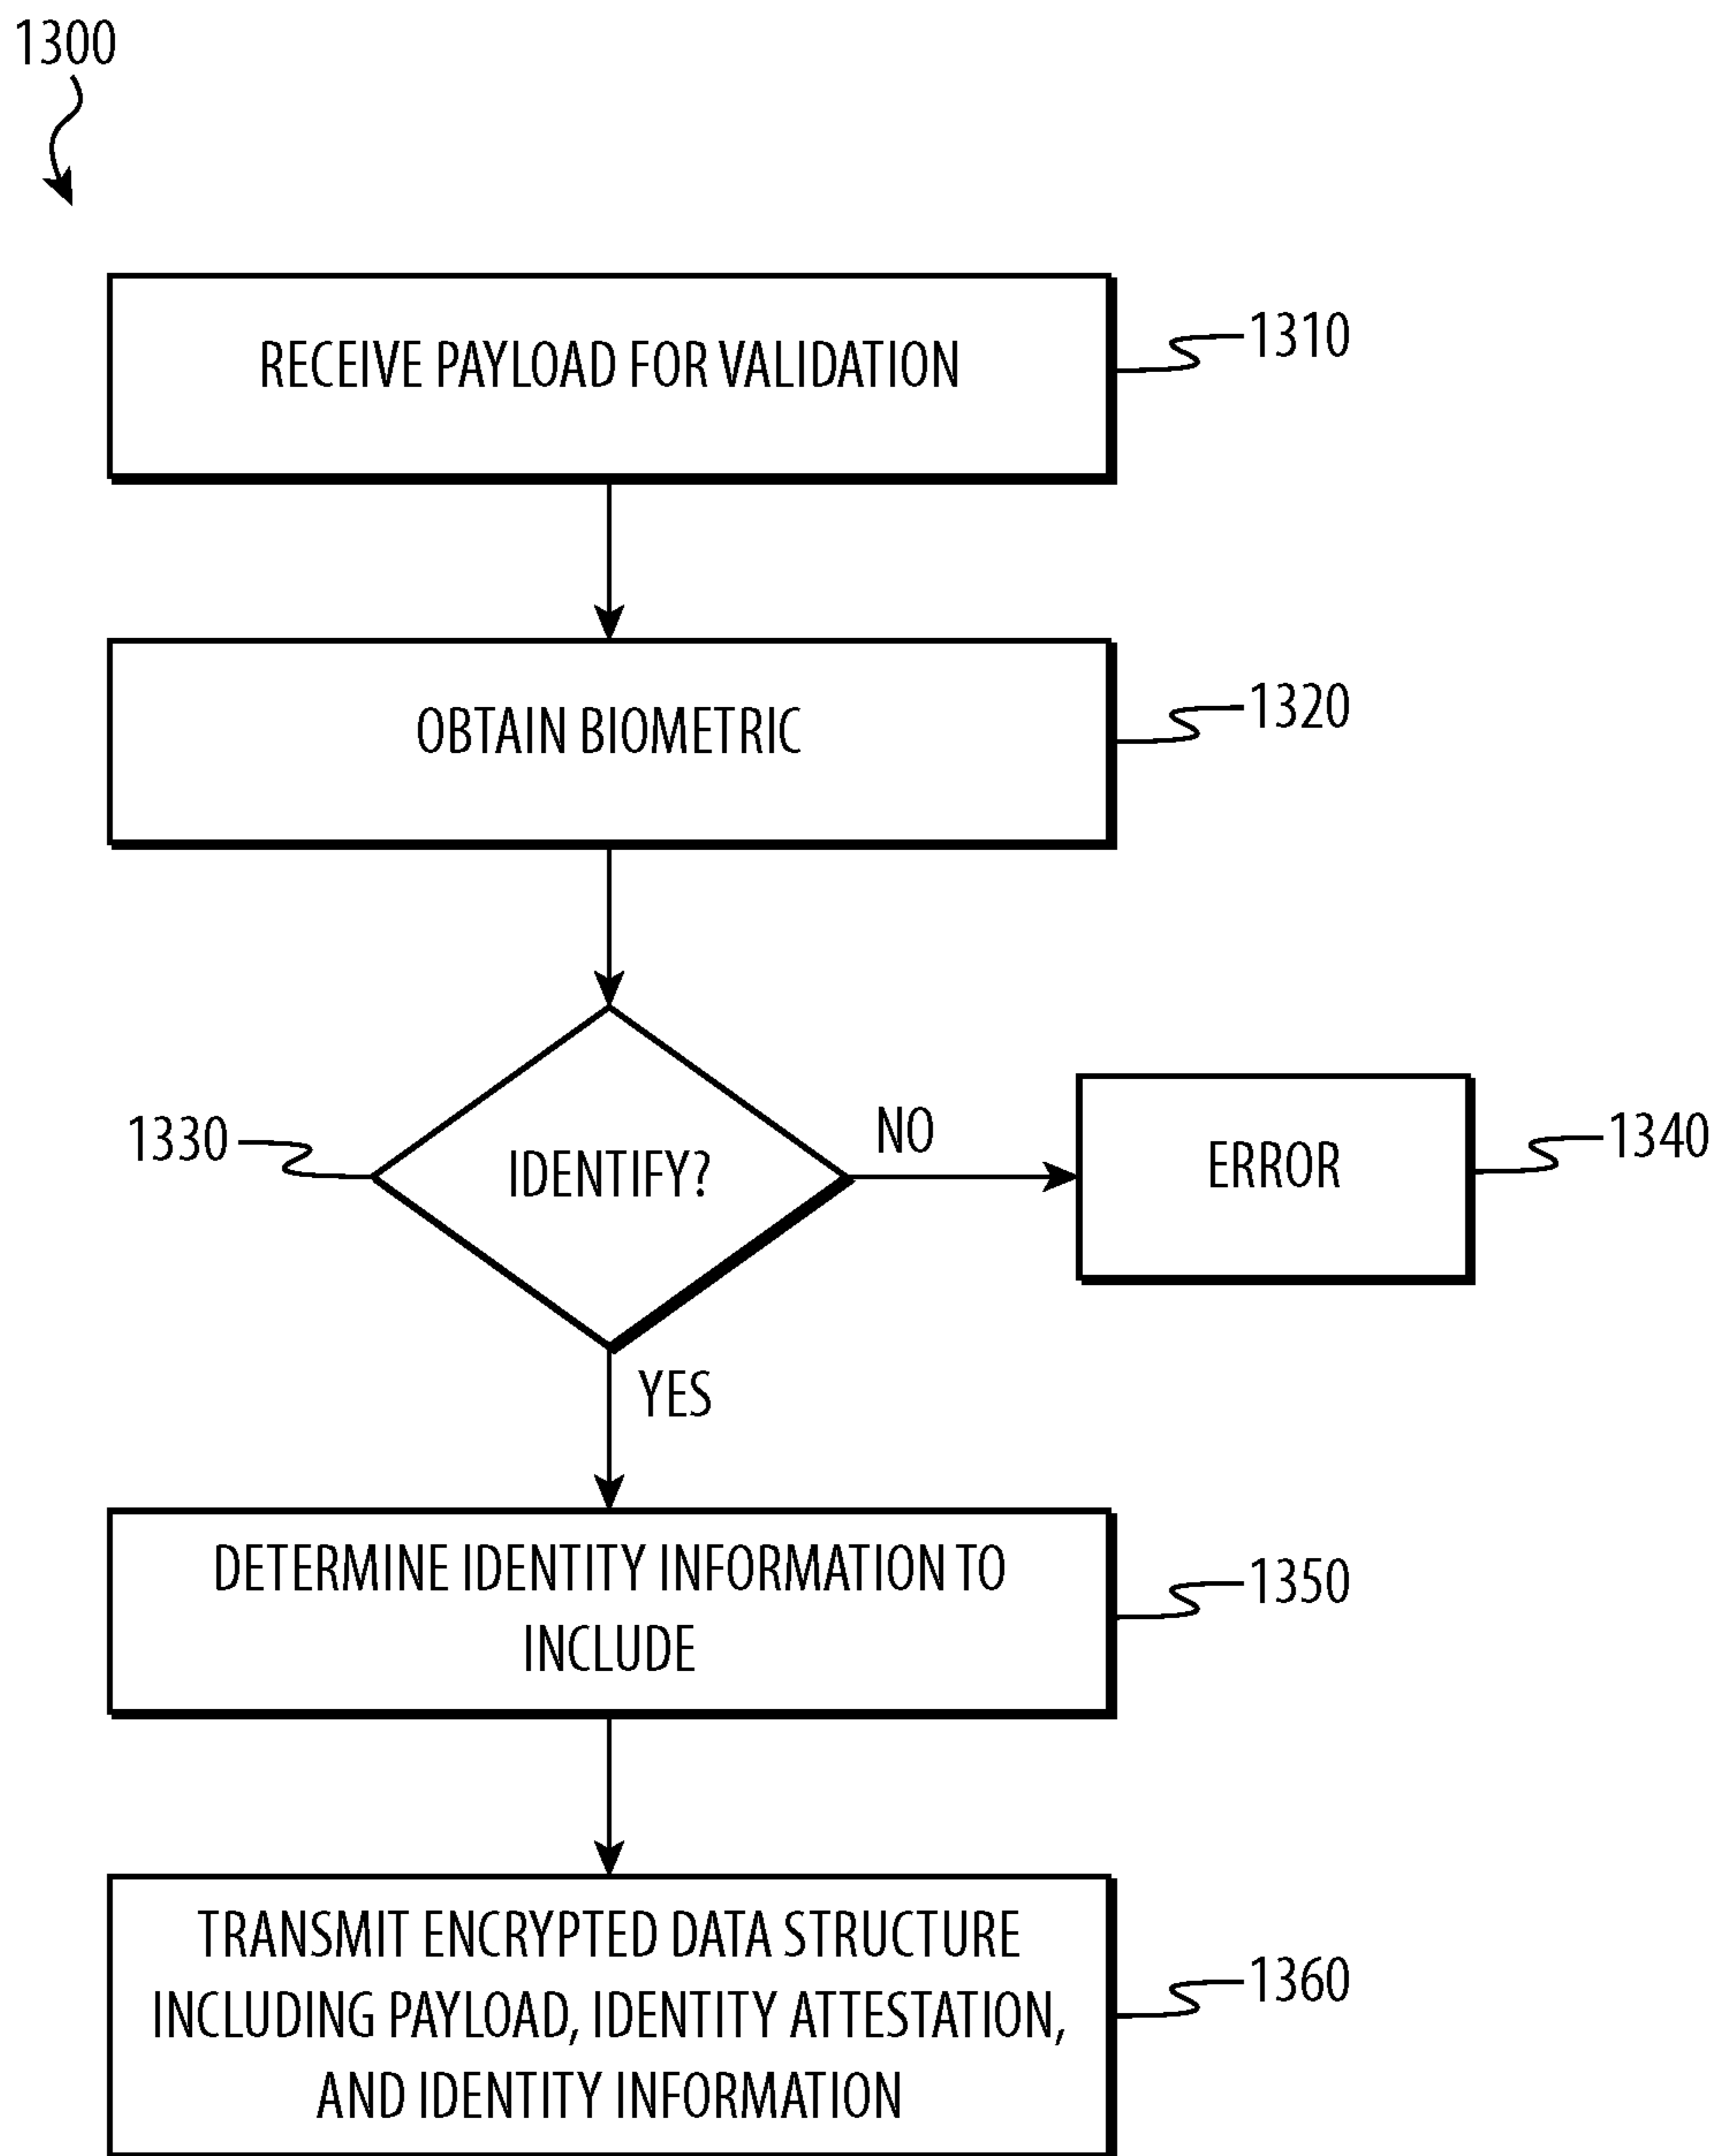 1300
RECEIVE PAYLOAD FOR VALIDATION
1310
OBTAIN BIOMETRIC
1320
1330
IDENTIFY?
NO
ERROR
1340
YES
DETERMINE IDENTITY INFORMATION TO
INCLUDE
1350
TRANSMIT ENCRYPTED DATA STRUCTURE
INCLUDING PAYLOAD, IDENTITY ATTESTATION,
AND IDENTITY INFORMATION
1360